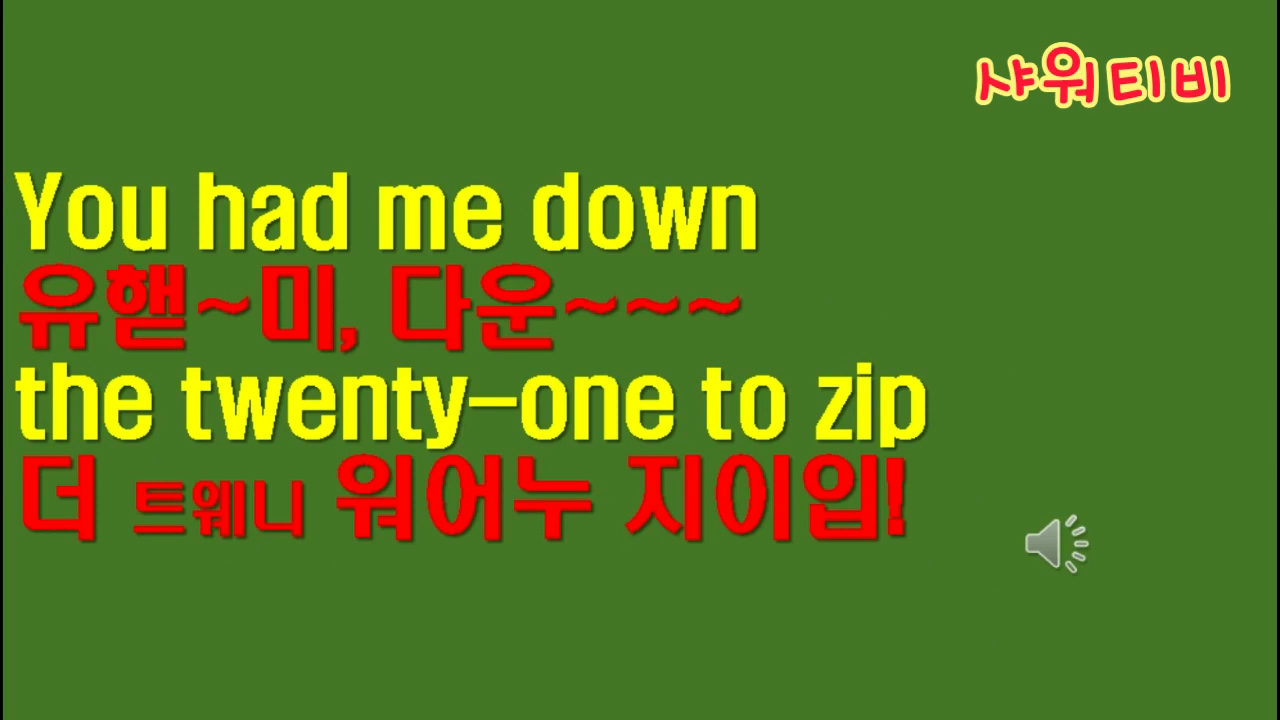 샤워티비
You had me down
유햍~미, 다운~~~
the twenty-one to zip
더 트웨니 워어누 지이입!